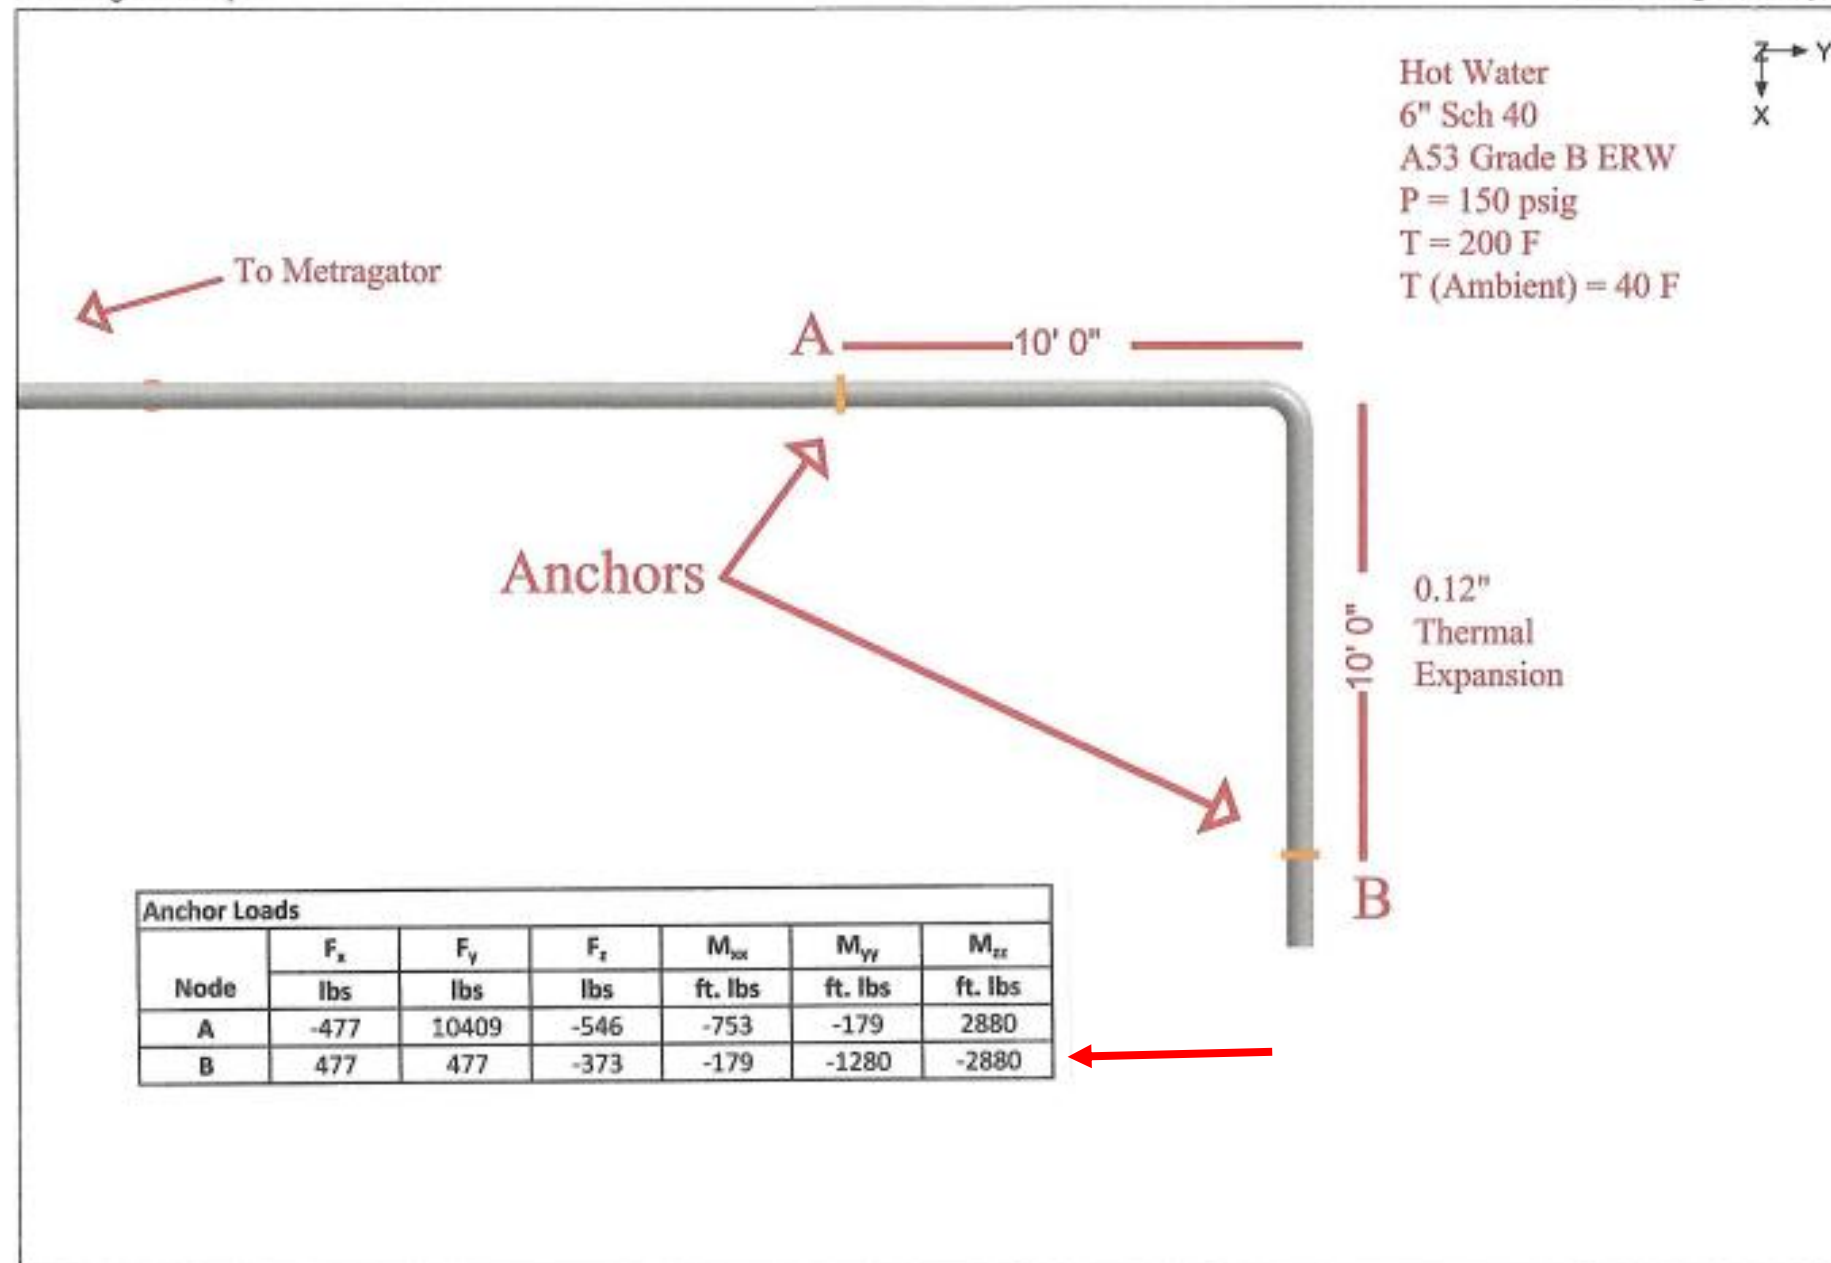 Z Y
X
Hot Water
6" Sch 40
A53 Grade B ERW
P = 150 psig
T = 200 F
T (Ambient) = 40 F
To Metragator
A 10' 0"
Anchors
10' 0"
0.12"
Thermal
Expansion
B
Anchor Loads
Node Fx Fy Fz Mxx Myy Mzz
lbs lbs lbs ft. lbs ft. lbs ft. lbs
A -477 10409 -546 -753 -179 2880
B 477 477 -373 -179 -1280 -2880